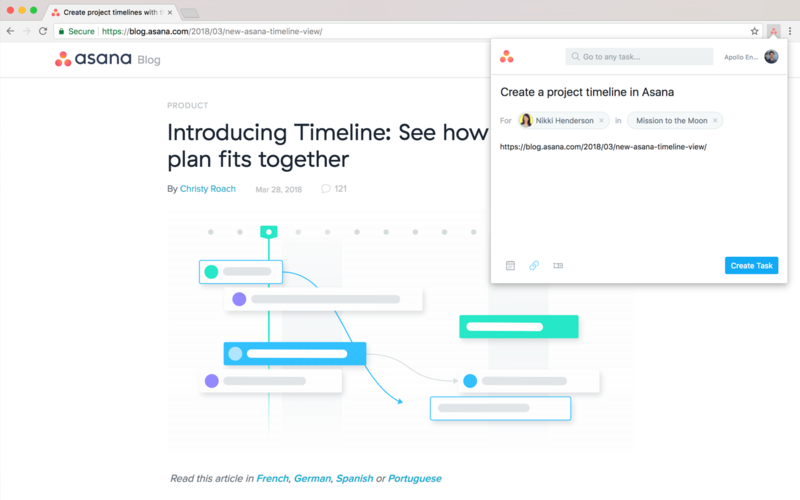 Create project timelines with th
Secure
https://blog.asana.com/2018/03/new-asana-timeline-view/
asana Blog
PRODUCT
Introducing Timeline: See how
plan fits together
By Christy Roach Mar 28, 2018 121
Read this article in French, German, Spanish or Portuguese
Go to any task...
Apollo En...
Create a project timeline in Asana
For Nikki Henderson × in Mission to the Moon ×
https://blog.asana.com/2018/03/new-asana-timeline-view/
Create Task